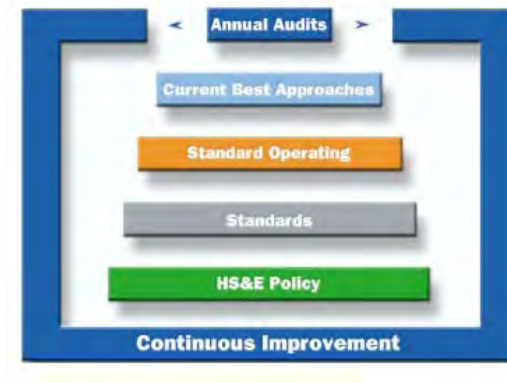 Annual Audits
Current Best Approaches
Standard Operating
Standards
HS&E Policy
Continuous Improvement